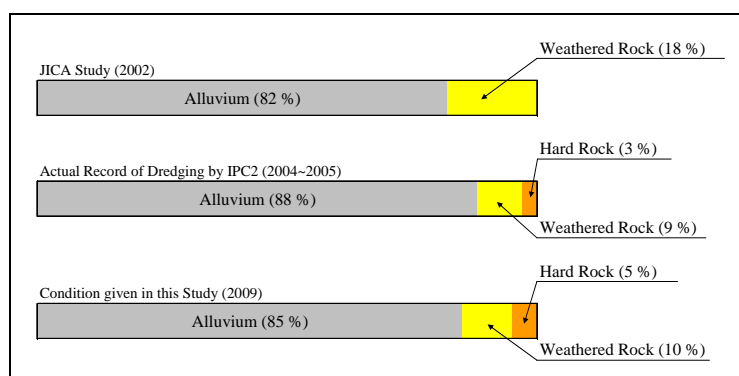 Weathered Rock (18 %)
JICA Study (2002)
Alluvium (82 %)
Hard Rock (3 %)
Actual Record of Dredging by IPC2 (2004~2005)
Alluvium (88 %)
Weathered Rock (9 %)
Hard Rock (5 %)
Condition given in this Study (2009)
Alluvium (85 %)
Weathered Rock (10 %)